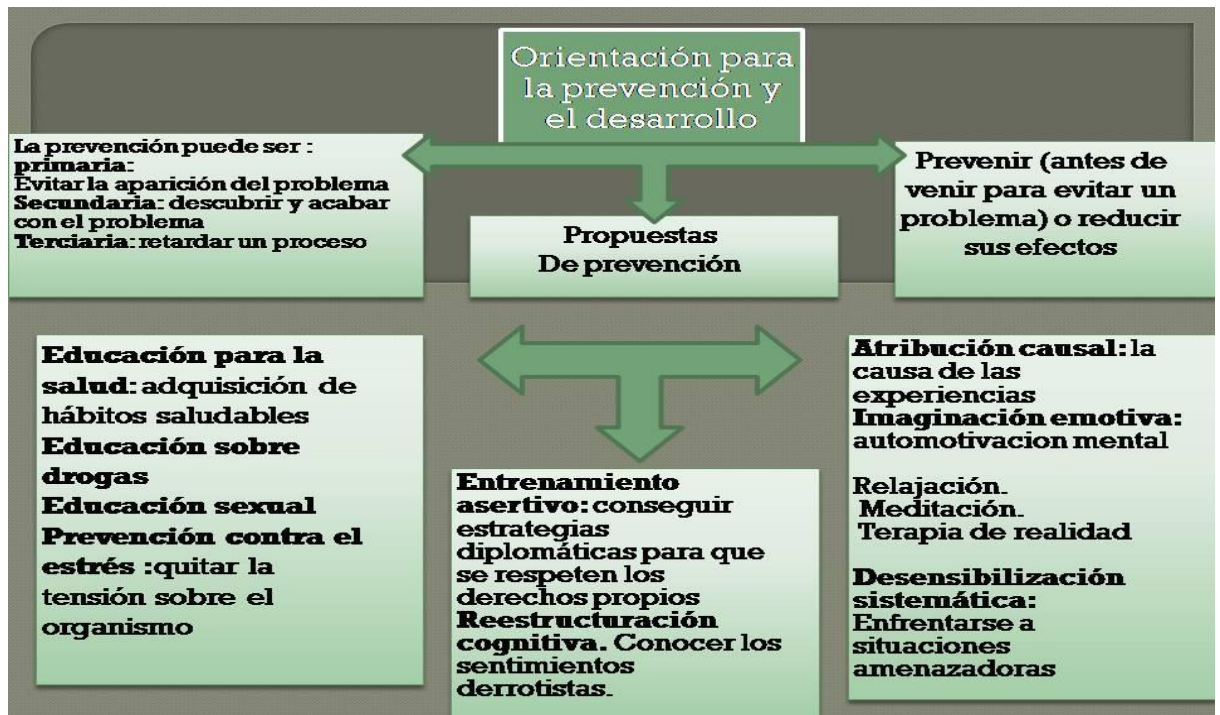 Orientación para
la prevención y
el desarrollo
La prevención puede ser :
primaria:
Evitar la aparición del problema
Secundaria: descubrir y acabar
con el problema
Terciaria: retardar un proceso
Propuestas
De prevención
Prevenir (antes de
venir para evitar un
problema) o reducir
sus efectos
Educación para la
salud: adquisición de
hábitos saludables
Educación sobre
drogas
Educación sexual
Prevención contra el
estrés :quitar la
tensión sobre el
organismo
Entrenamiento
asertivo: conseguir
estrategias
diplomáticas para que
se respeten los
derechos propios
Reestructuración
cognitiva. Conocer los
sentimientos
derrotistas.
Atribución causal: la
causa de las
experiencias
Imaginación emotiva:
automotivacion mental
Relajación.
Meditación.
Terapia de realidad
Desensibilización
sistemática:
Enfrentarse a
situaciones
amenazadoras